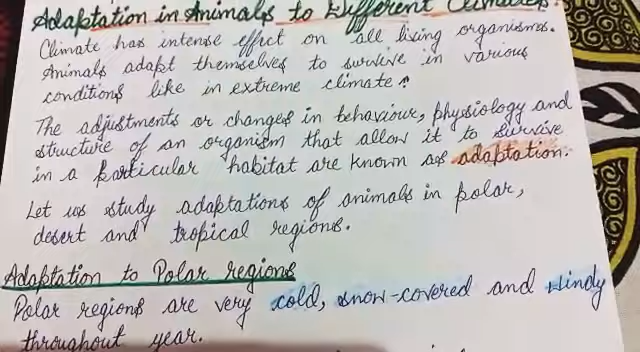 Adaptation in Animals to Different Climates
Climate has intense effect on all living organisms.
Animals adapt themselves to survive in various
conditions like in extreme climate.
The adjustments or changes in behaviour, physiology and
structure of an organism that allow it to survive
in a particular habitat are known as adaptation.
Let us study adaptations of animals in polar,
desert and tropical regions.
Adaptation to Polar regions
Polar regions are very cold, snow-covered and windy
throughout year.